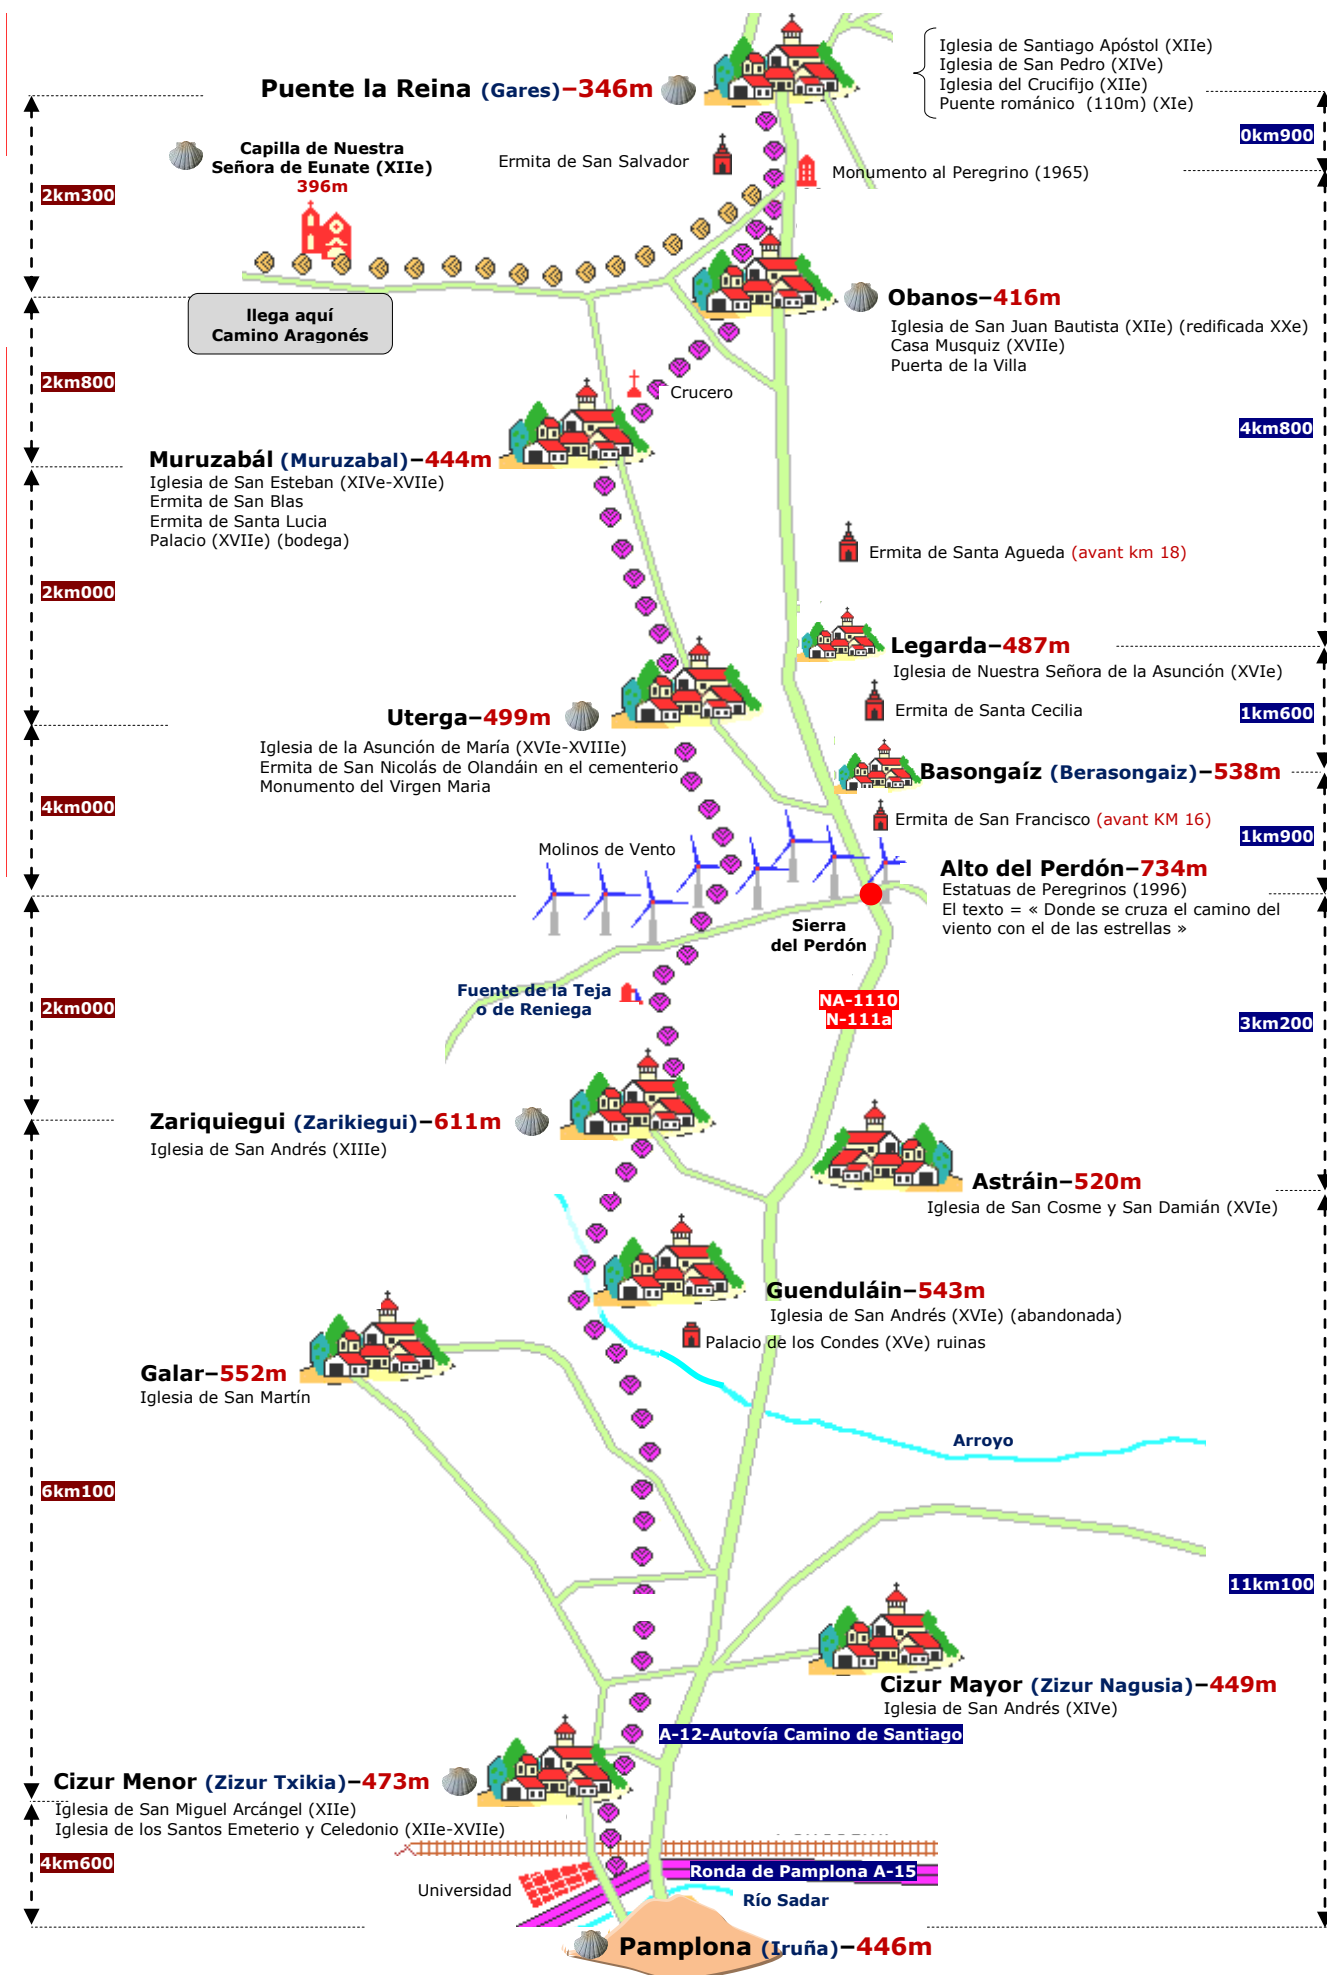 Iglesia de Santiago Apóstol (XIIe)
Iglesia de San Pedro (XIVe)
Iglesia del Crucifijo (XIIe)
Puente románico (110m) (XIe)
Puente la Reina (Gares)–346m
0km900
Capilla de Nuestra
Señora de Eunate (XIIe)
396m
Ermita de San Salvador
Monumento al Peregrino (1965)
2km300
llega aquí
Camino Aragonés
Obanos–416m
Iglesia de San Juan Bautista (XIIe) (redificada XXe)
Casa Musquiz (XVIIe)
Puerta de la Villa
2km800
Crucero
4km800
Muruzabál (Muruzabal)–444m
Iglesia de San Esteban (XIVe-XVIIe)
Ermita de San Blas
Ermita de Santa Lucia
Palacio (XVIIe) (bodega)
Ermita de Santa Agueda (avant km 18)
2km000
Legarda–487m
Iglesia de Nuestra Señora de la Asunción (XVIe)
Ermita de Santa Cecilia
1km600
Uterga–499m
Iglesia de la Asunción de María (XVIe-XVIIIe)
Ermita de San Nicolás de Olandáin en el cementerio
Monumento del Virgen Maria
Basongaíz (Berasongaiz)–538m
4km000
Ermita de San Francisco (avant KM 16)
1km900
Molinos de Vento
Alto del Perdón–734m
Estatuas de Peregrinos (1996)
El texto = « Donde se cruza el camino del
viento con el de las estrellas »
Sierra
del Perdón
Fuente de la Teja
o de Reniega
2km000
NA-1110
N-111a
3km200
Zariquiegui (Zarikiegui)–611m
Iglesia de San Andrés (XIIIe)
Astráin–520m
Iglesia de San Cosme y San Damián (XVIe)
Guenduláin–543m
Iglesia de San Andrés (XVIe) (abandonada)
Palacio de los Condes (XVe) ruinas
Galar–552m
Iglesia de San Martín
Arroyo
6km100
11km100
Cizur Mayor (Zizur Nagusia)–449m
Iglesia de San Andrés (XIVe)
A-12-Autovía Camino de Santiago
Cizur Menor (Zizur Txikia)–473m
Iglesia de San Miguel Arcángel (XIIe)
Iglesia de los Santos Emeterio y Celedonio (XIIe-XVIIe)
4km600
Ronda de Pamplona A-15
Universidad
Río Sadar
Pamplona (Iruña)–446m